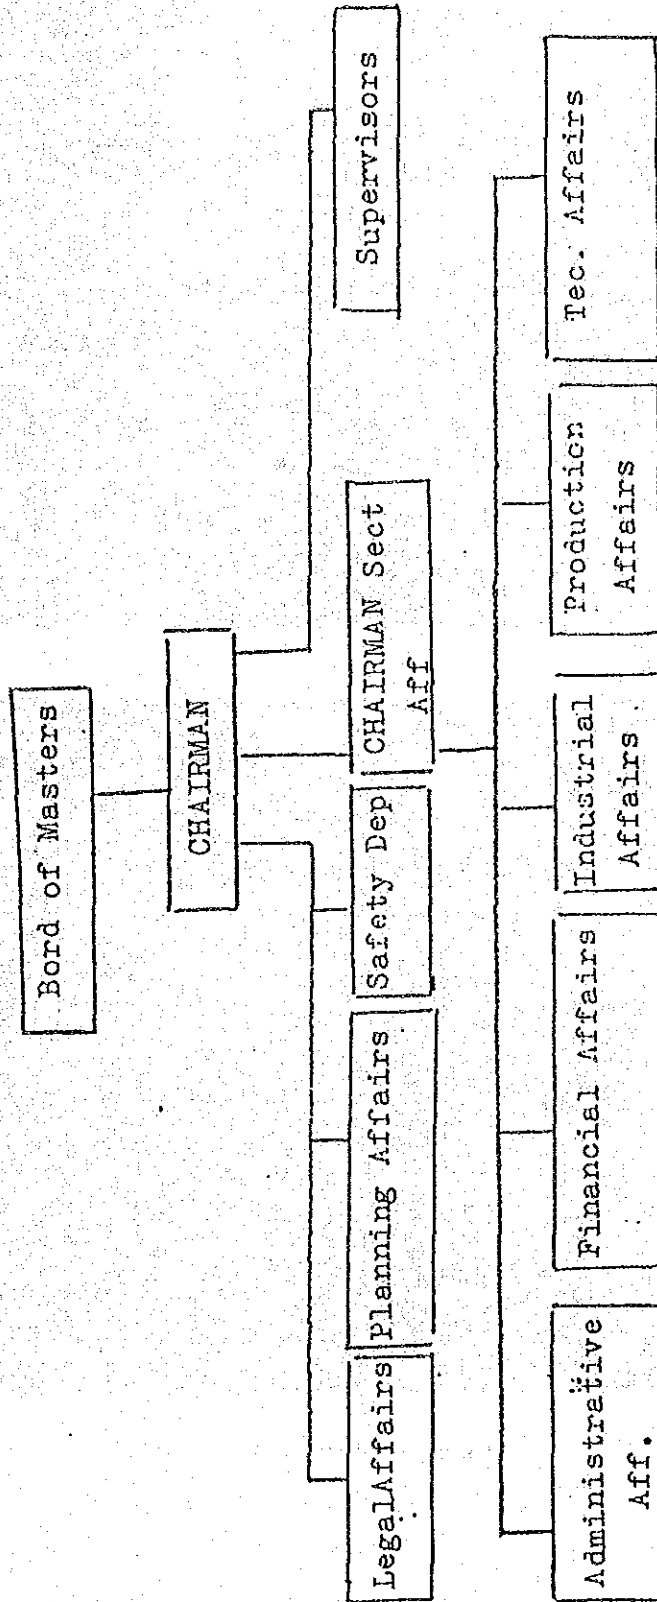 Bord of Masters
CHAIRMAN
LegalAffairs
Planning Affairs
Safety Dep
CHAIRMAN Sect
Aff
Supervisors
Administrative
Aff.
Financial Affairs
Industrial
Affairs.
Production
Affairs
Tec. Affairs